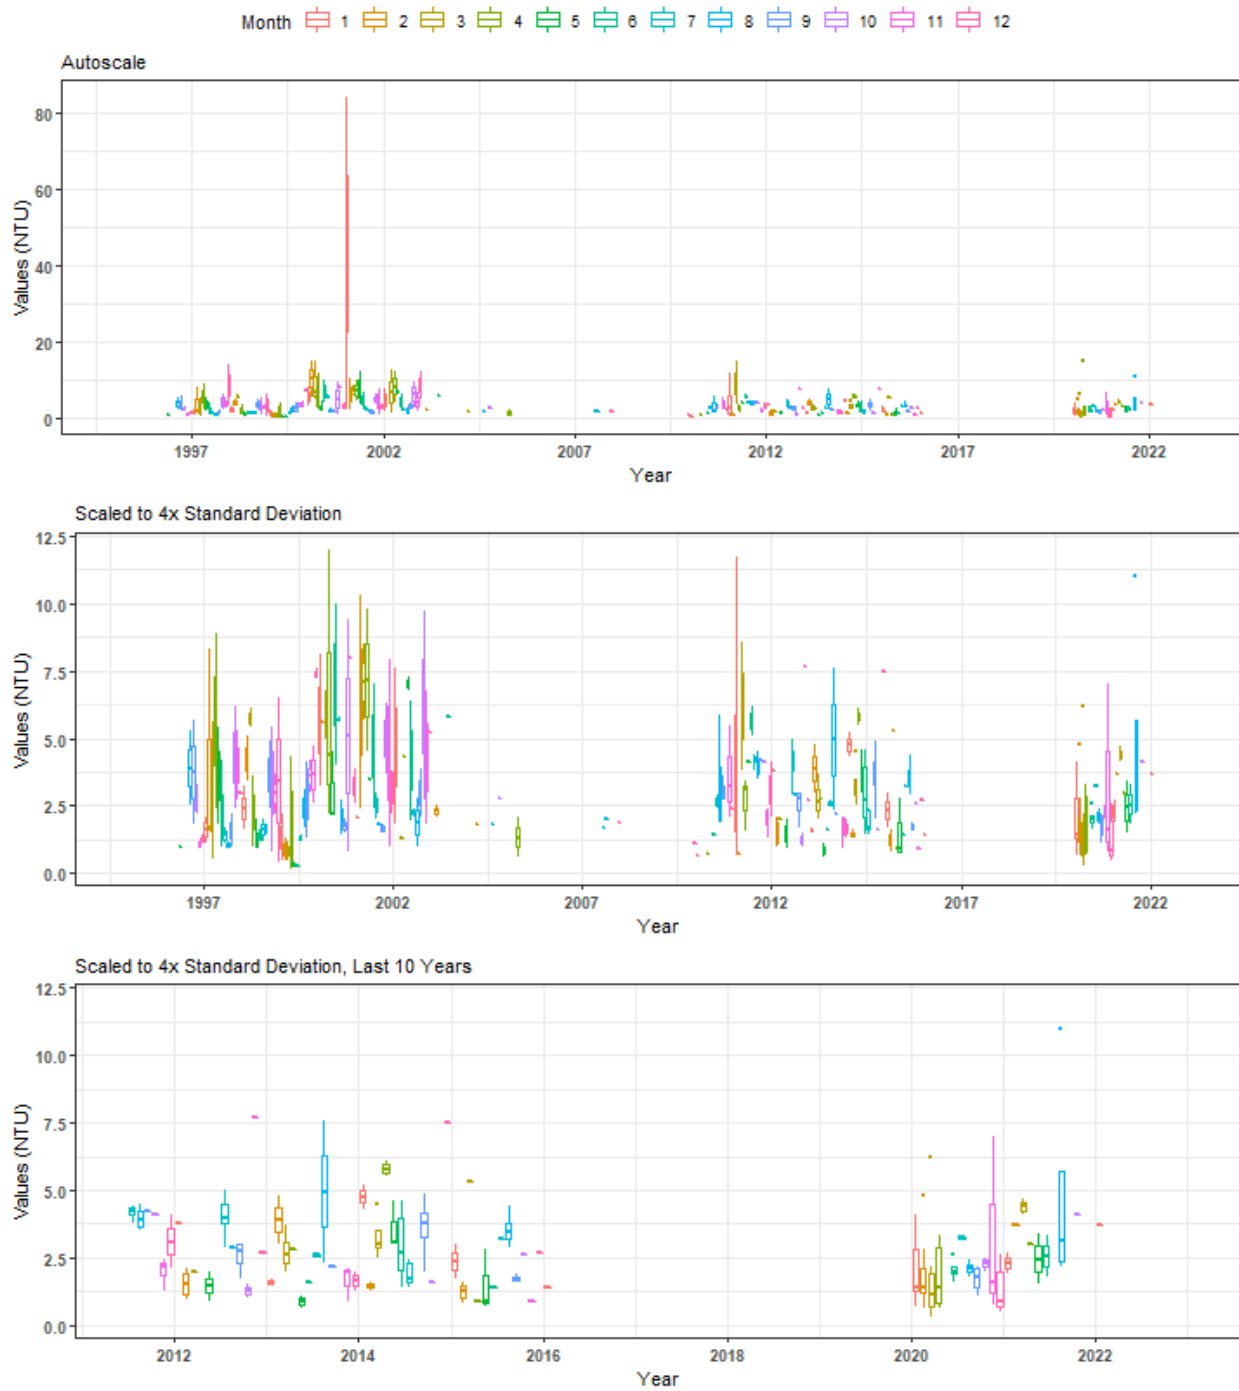 Month 1 2 3 4 5 6 7 8 9 10 11 12
Autoscale
80
60
40
20
0
Values (NTU)
1997 2002 2007 2012 2017 2022
Year
Scaled to 4x Standard Deviation
12.5
10.0
7.5
5.0
2.5
0.0
Values (NTU)
1997 2002 2007 2012 2017 2022
Year
Scaled to 4x Standard Deviation, Last 10 Years
12.5
10.0
7.5
5.0
2.5
0.0
Values (NTU)
2012 2014 2016 2018 2020 2022
Year